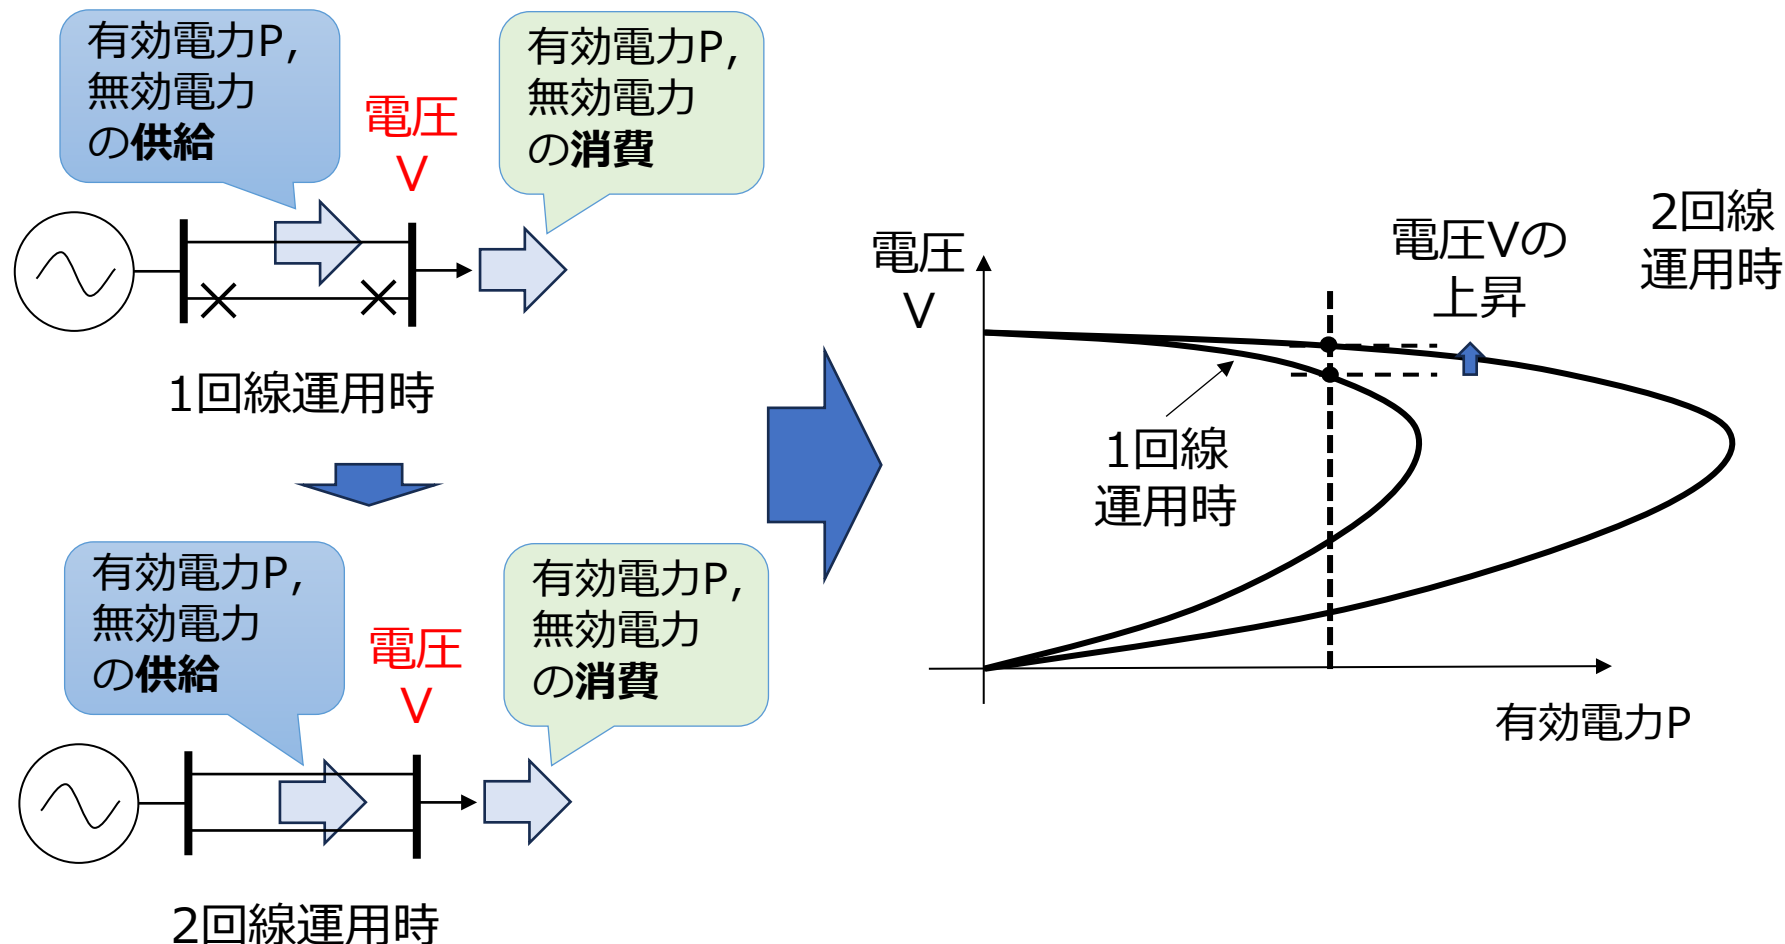 有効電力P,
無効電力
の供給
電圧
V
有効電力P,
無効電力
の消費
1回線運用時
有効電力P,
無効電力
の供給
電圧
V
有効電力P,
無効電力
の消費
2回線運用時
電圧
V
電圧Vの
上昇
2回線
運用時
1回線
運用時
有効電力P